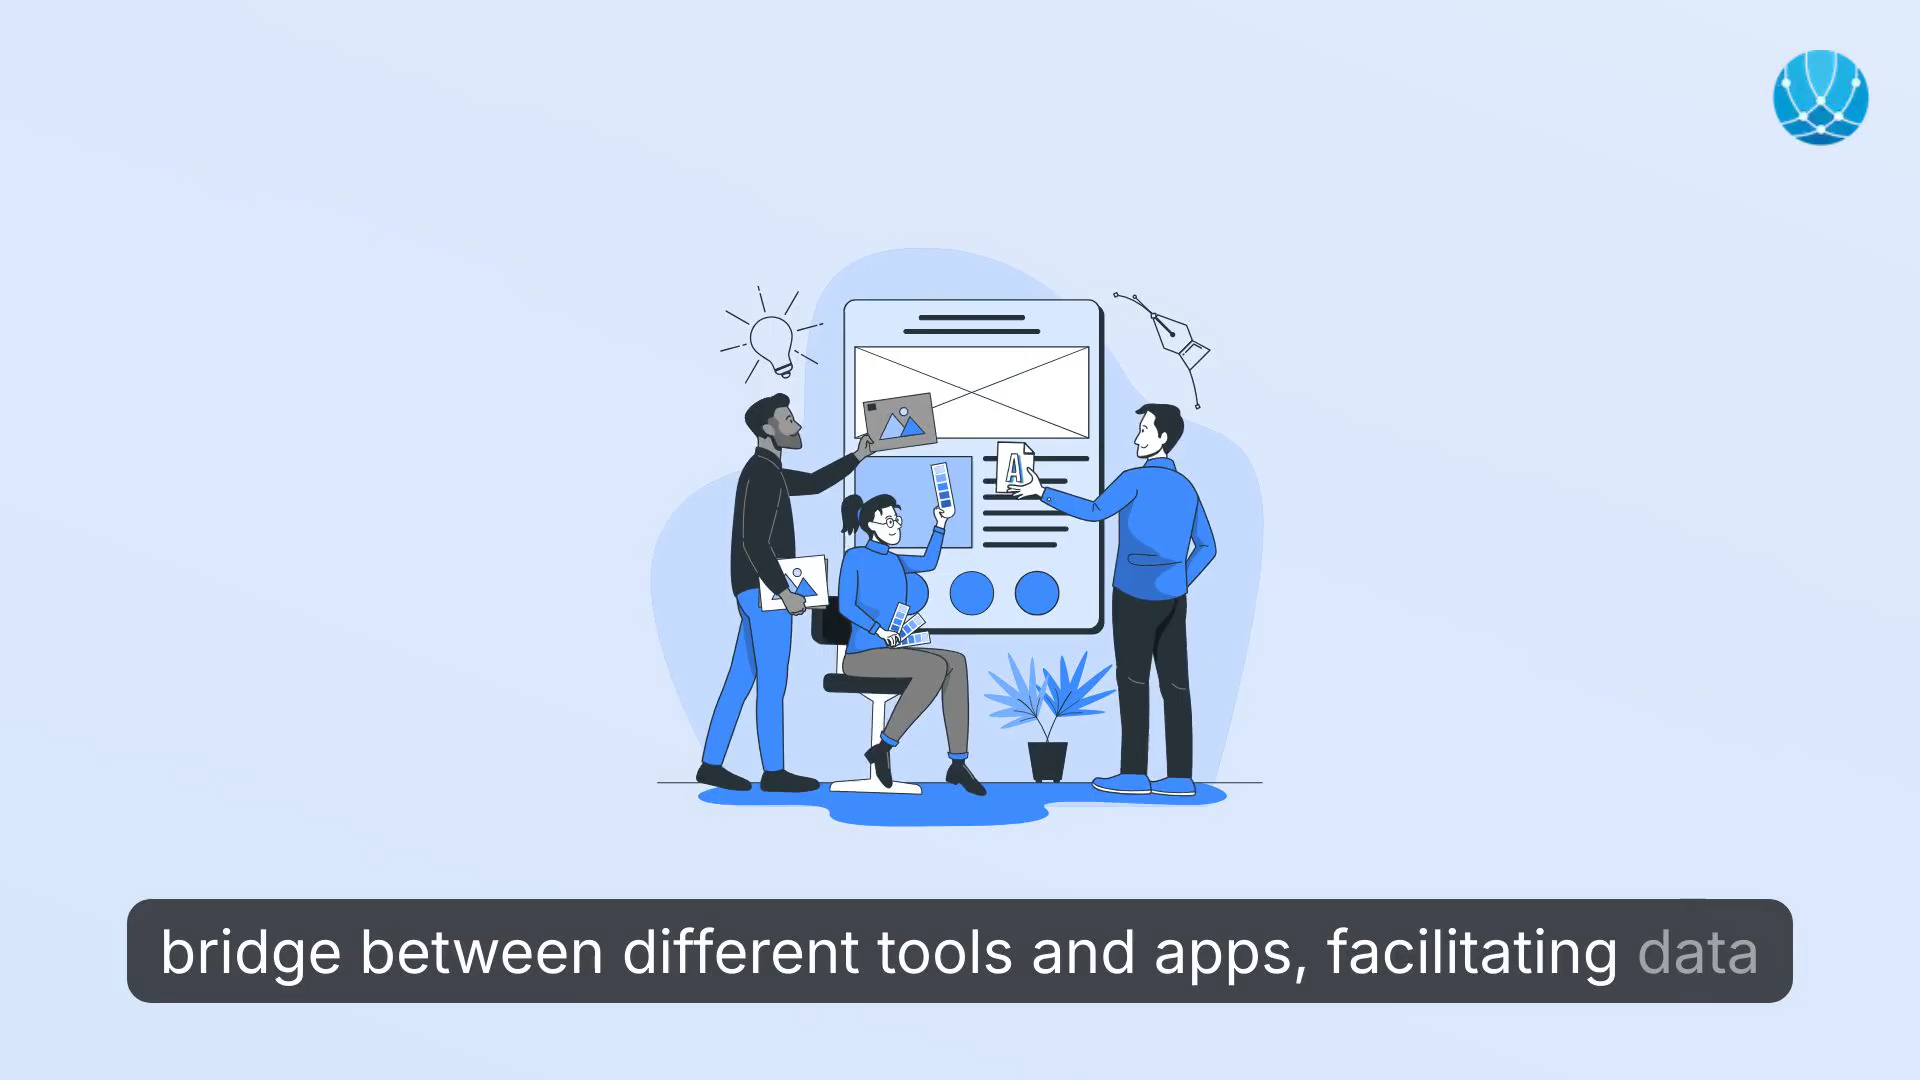 A
bridge between different tools and apps, facilitating data